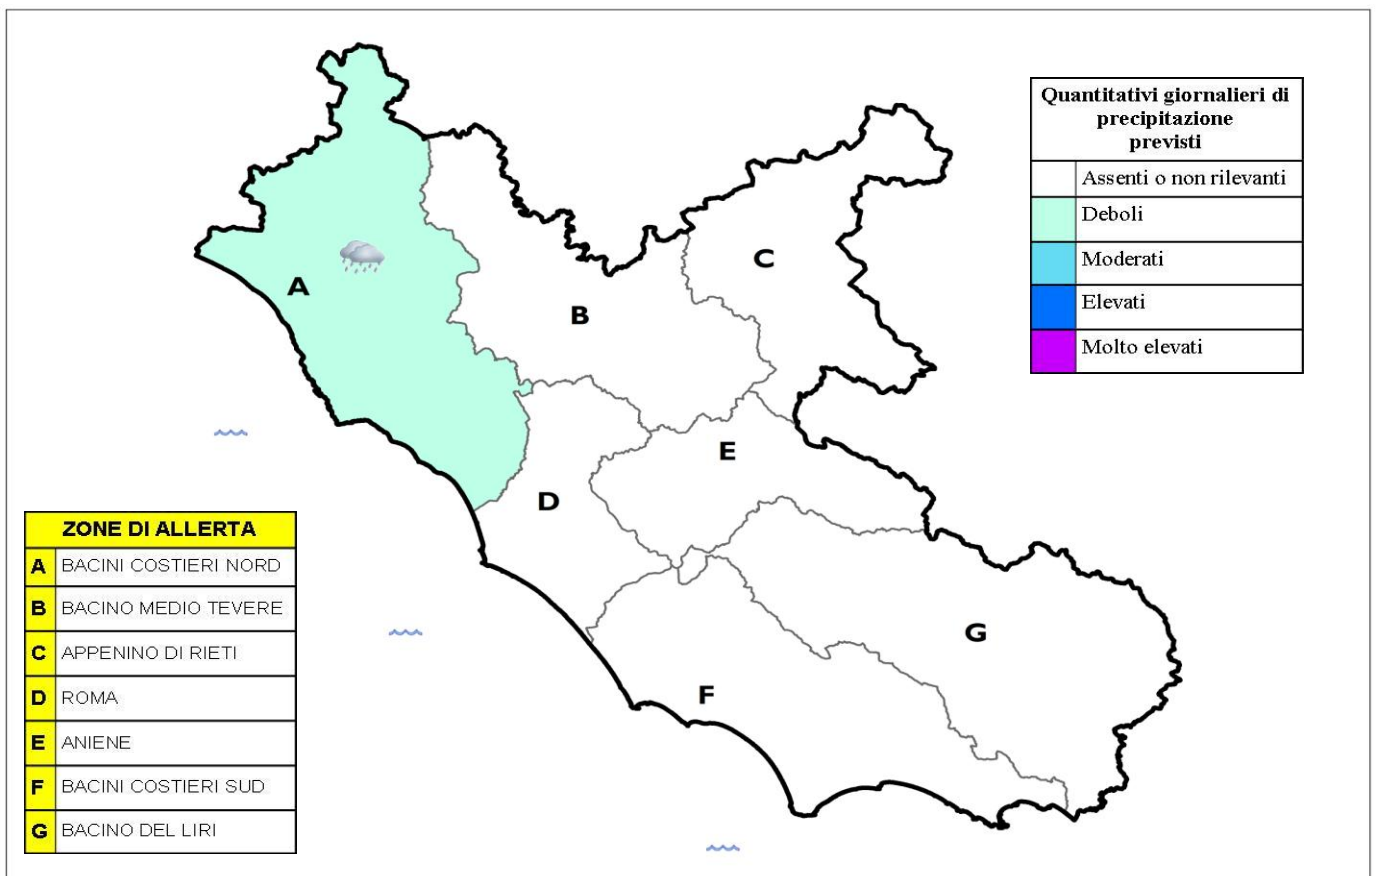 Quantitativi giornalieri di
precipitazione
previsti
Assenti o non rilevanti
Deboli
Moderati
Elevati
Molto elevati
A
B
C
D
E
F
G
ZONE DI ALLERTA
A BACINI COSTIERI NORD
B BACINO MEDIO TEVERE
C APPENINO DI RIETI
D ROMA
E ANIENE
F BACINI COSTIERI SUD
G BACINO DEL LIRI